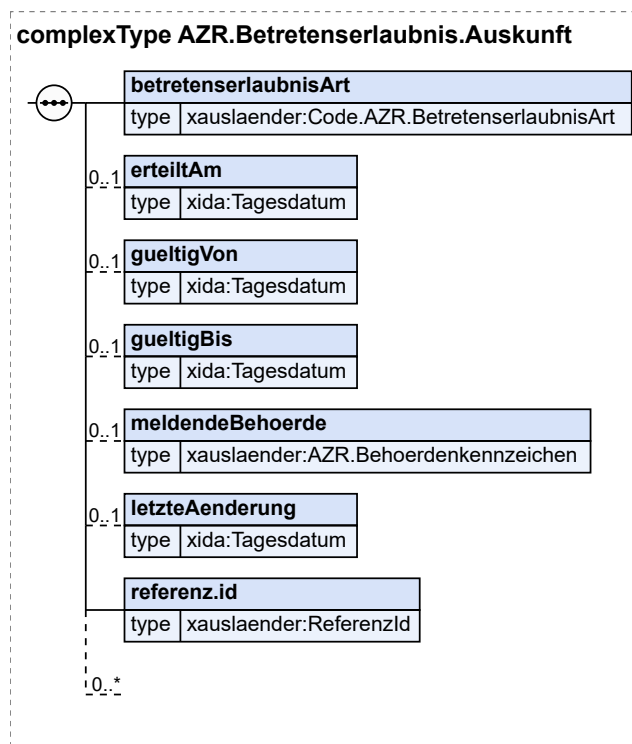 complexType AZR.Betretenserlaubnis.Auskunft
betretenserlaubnisArt
type xauslaender:Code.AZR.BetretenserlaubnisArt
0..1 erteiltAm
type xida:Tagesdatum
0..1 gueltigVon
type xida:Tagesdatum
0..1 gueltigBis
type xida:Tagesdatum
0..1 meldendeBehoerde
type xauslaender:AZR.Behoerdenkennzeichen
0..1 letzteAenderung
type xida:Tagesdatum
referenz.id
type xauslaender:ReferenzId
0..*